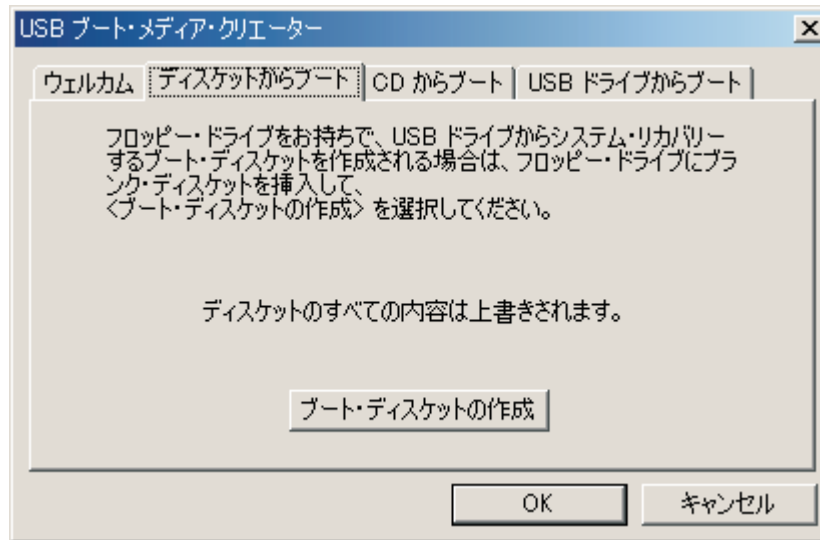 USB ブート・メディア・クリエーター
ウェルカム ディスケットからブート CD からブート USB ドライブからブート
フロッピー・ドライブをお持ちで、USB ドライブからシステム・リカバリー
するブート・ディスケットを作成される場合は、フロッピー・ドライブにブラ
ンク・ディスケットを挿入して、
<ブート・ディスケットの作成> を選択してください。
ディスケットのすべての内容は上書きされます。
ブート・ディスケットの作成
OK キャンセル